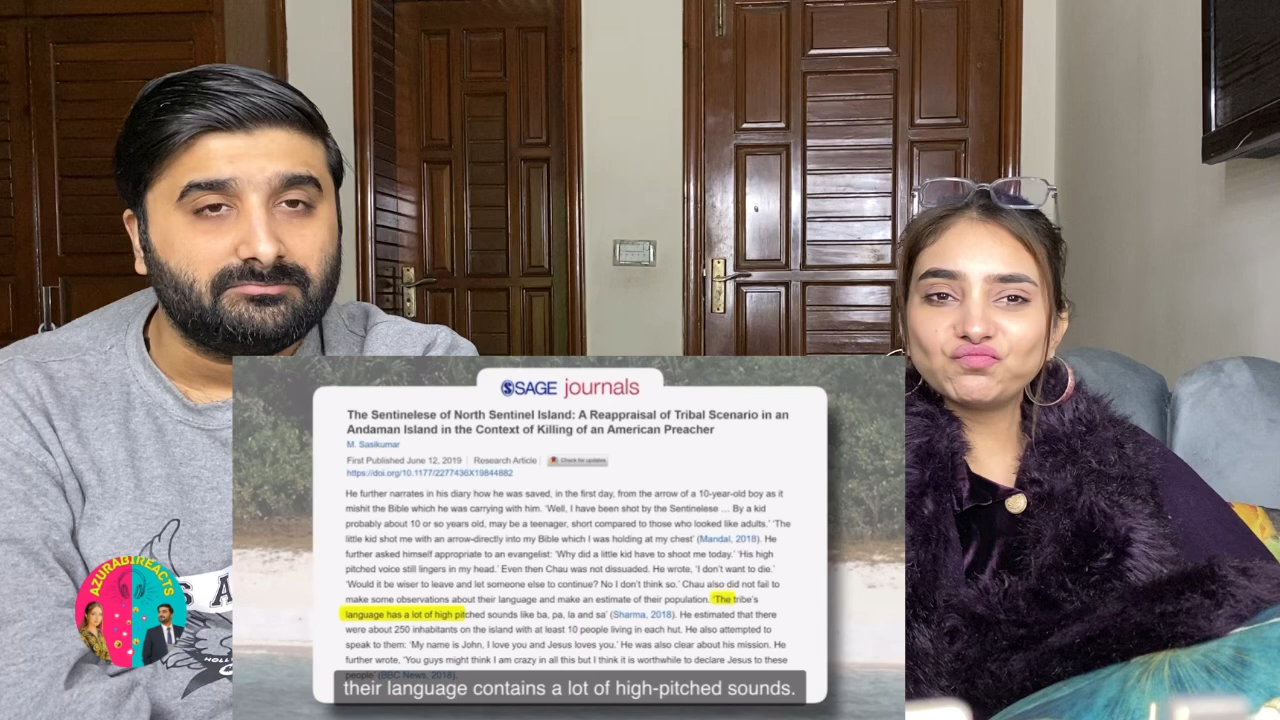 SSAGE journals
The Sentinelese of North Sentinel Island: A Reappraisal of Tribal Scenario in an
Andaman Island in the Context of Killing of an American Preacher
M. Sasikumar
First Published June 12, 2019 | Research Article | Check for updates
https://doi.org/10.1177/2277436X19844882
He further narrates in his diary how he was saved, in the first day, from the arrow of a 10-year-old boy as it
mishit the Bible which he was carrying with him. 'Well, I have been shot by the Sentinelese ... By a kid
probably about 10 or so years old, may be a teenager, short compared to those who looked like adults.' 'The
little kid shot me with an arrow-directly into my Bible which I was holding at my chest' (Mandal, 2018). He
further asked himself appropriate to an evangelist: 'Why did a little kid have to shoot me today.' 'His high
pitched voice still lingers in my head.' Even then Chau was not dissuaded. He wrote, 'I don't want to die.'
'Would it be wiser to leave and let someone else to continue? No I don't think so.' Chau also did not fail to
make some observations about their language and make an estimate of their population. 'The tribe's
language has a lot of high pitched sounds like ba, pa, la and sa' (Sharma, 2018). He estimated that there
were about 250 inhabitants on the island with at least 10 people living in each hut. He also attempted to
speak to them: 'My name is John, I love you and Jesus loves you.' He was also clear about his mission. He
further wrote, 'You guys might think I am crazy in all this but I think it is worthwhile to declare Jesus to these
people' (BBC News, 2018).
their language contains a lot of high-pitched sounds.
AZURABIREACTS